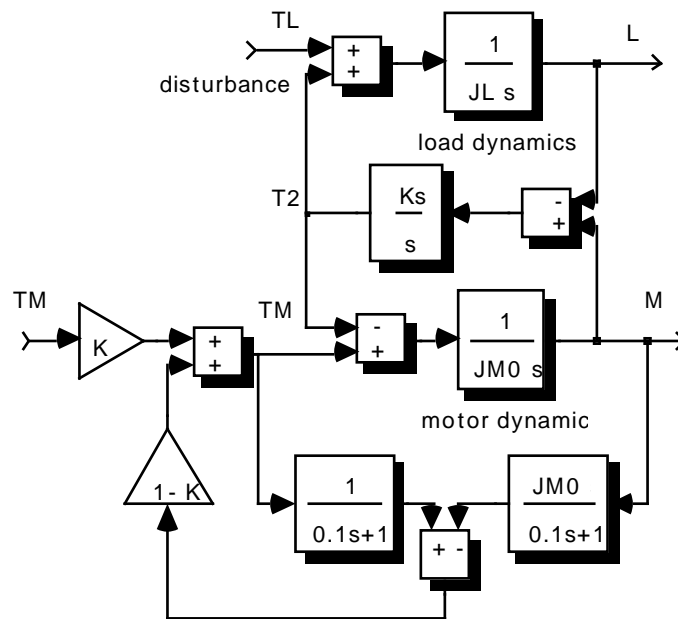 TL
+
+
disturbance
1
JL s
L
load dynamics
T2
Ks
s
-
+
TM
K
+
+
TM
-
+
1
JM0 s
M
motor dynamic
1- K
1
0.1s+1
JM0
0.1s+1
+ -